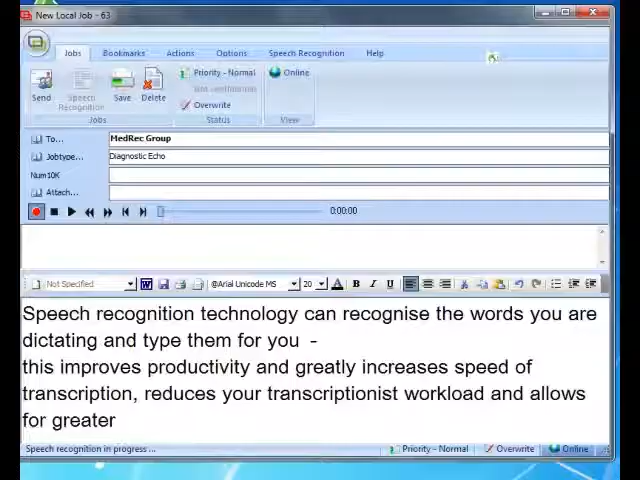 New Local Job - 63
Jobs Bookmarks Actions Options Speech Recognition Help
Send Speech Recognition Save Delete
Priority - Normal
Overwrite
Online
Jobs Status View
To... MedRec Group
Jobtype... Diagnostic Echo
Num10K
Attach...
0:00:00
Not Specified @Arial Unicode MS 20 A B I U
Speech recognition technology can recognise the words you are
dictating and type them for you -
this improves productivity and greatly increases speed of
transcription, reduces your transcriptionist workload and allows
for greater
Speech recognition in progress ... Priority - Normal Overwrite Online